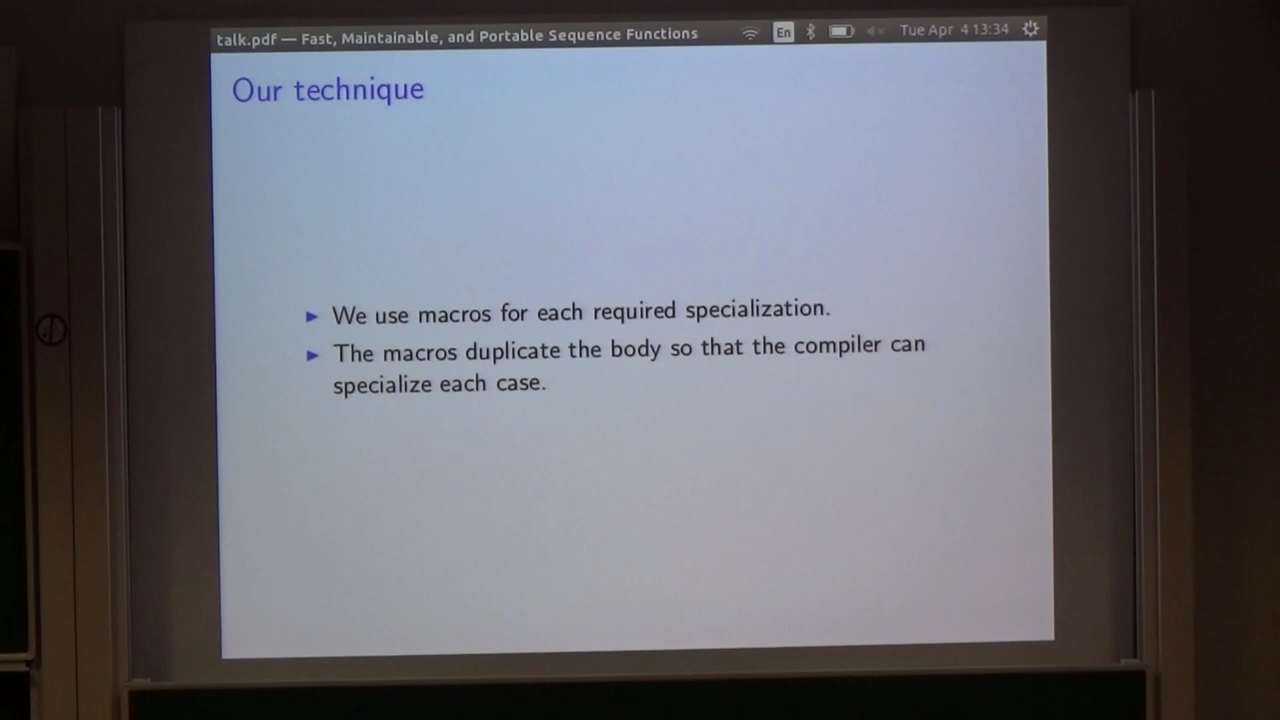 talk.pdf — Fast, Maintainable, and Portable Sequence Functions En Tue Apr 4 13:34
Our technique
We use macros for each required specialization.
The macros duplicate the body so that the compiler can
specialize each case.